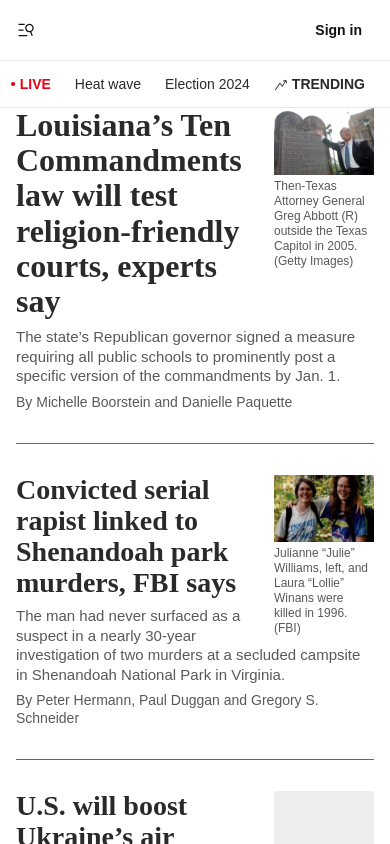 Sign in
• LIVE Heat wave Election 2024 TRENDING
Louisiana’s Ten
Commandments
law will test
religion-friendly
courts, experts
say
Then-Texas
Attorney General
Greg Abbott (R)
outside the Texas
Capitol in 2005.
(Getty Images)
The state’s Republican governor signed a measure
requiring all public schools to prominently post a
specific version of the commandments by Jan. 1.
By Michelle Boorstein and Danielle Paquette
Convicted serial
rapist linked to
Shenandoah park
murders, FBI says
Julianne “Julie”
Williams, left, and
Laura “Lollie”
Winans were
killed in 1996.
(FBI)
The man had never surfaced as a
suspect in a nearly 30-year
investigation of two murders at a secluded campsite
in Shenandoah National Park in Virginia.
By Peter Hermann, Paul Duggan and Gregory S.
Schneider
U.S. will boost
Ukraine’s air